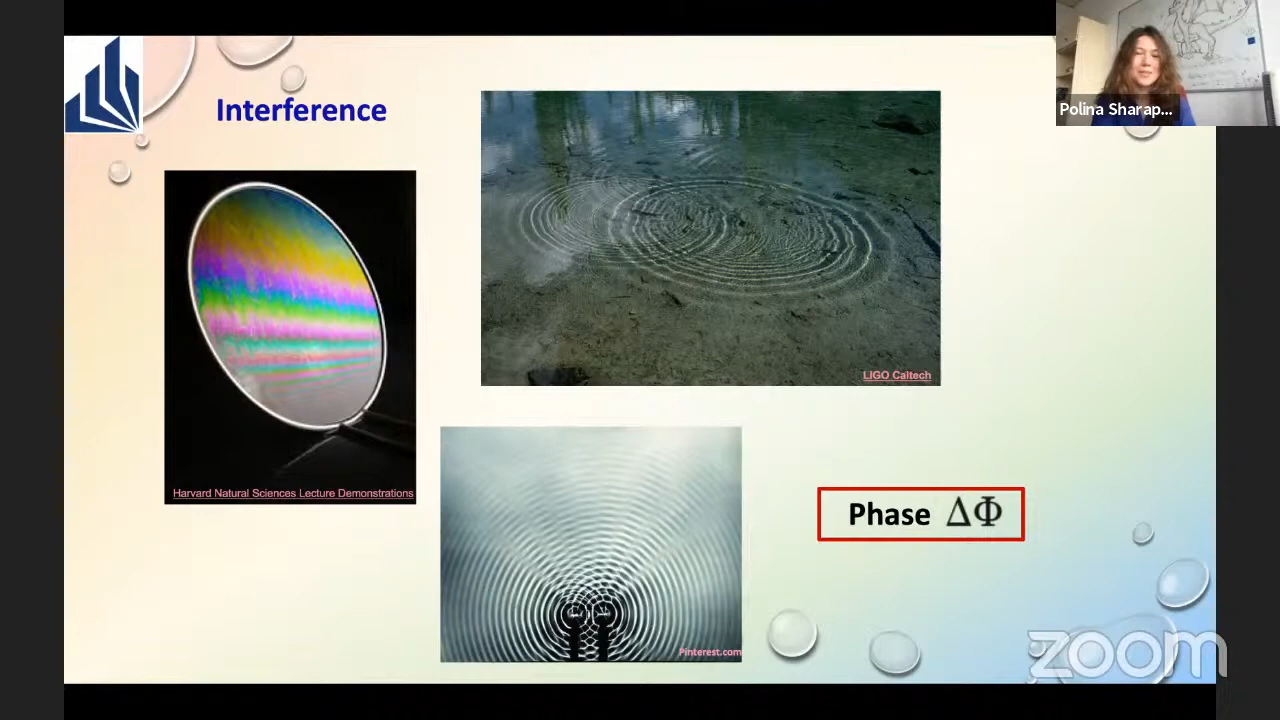 Interference
Polina Sharap...
LIGO Caltech
Harvard Natural Sciences Lecture Demonstrations
Phase ΔΦ
Pinterest.com
zoom